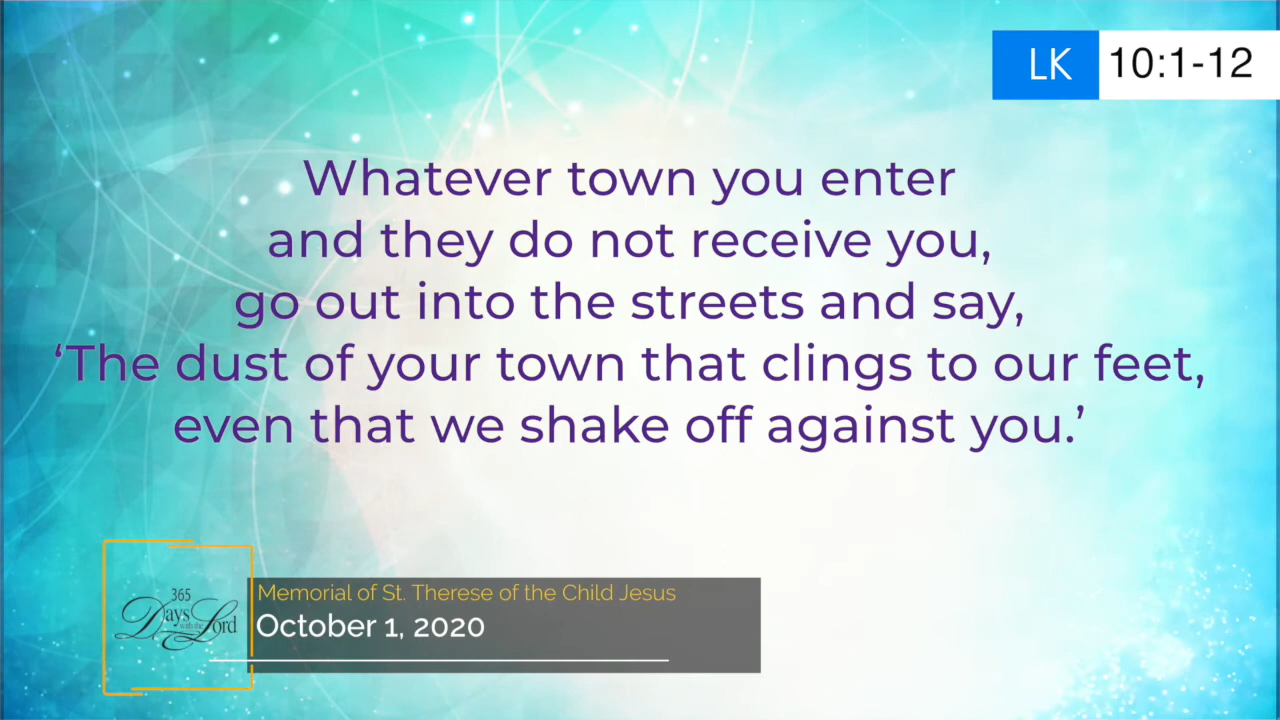 LK 10:1-12
Whatever town you enter
and they do not receive you,
go out into the streets and say,
‘The dust of your town that clings to our feet,
even that we shake off against you.’
365
Days with the Lord
Memorial of St. Therese of the Child Jesus
October 1, 2020